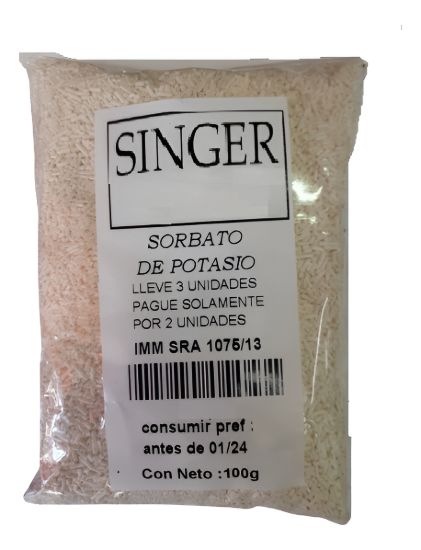 SINGER
SORBATO
DE POTASIO
LLEVE 3 UNIDADES
PAGUE SOLAMENTE
POR 2 UNIDADES
IMM SRA 1075/13
consumir pref :
antes de 01/24
Con Neto :100g